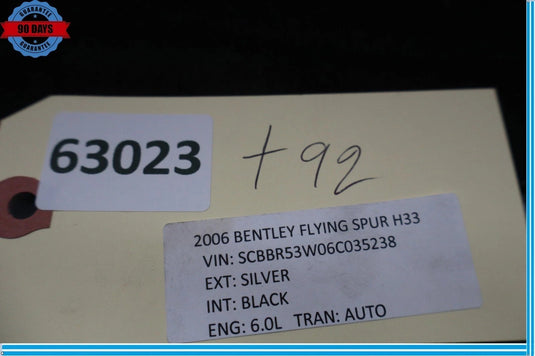 GUARANTEE
90 DAYS
GUARANTEE
63023
+92
2006 BENTLEY FLYING SPUR H33
VIN: SCBBR53W06C035238
EXT: SILVER
INT: BLACK
ENG: 6.0L TRAN: AUTO